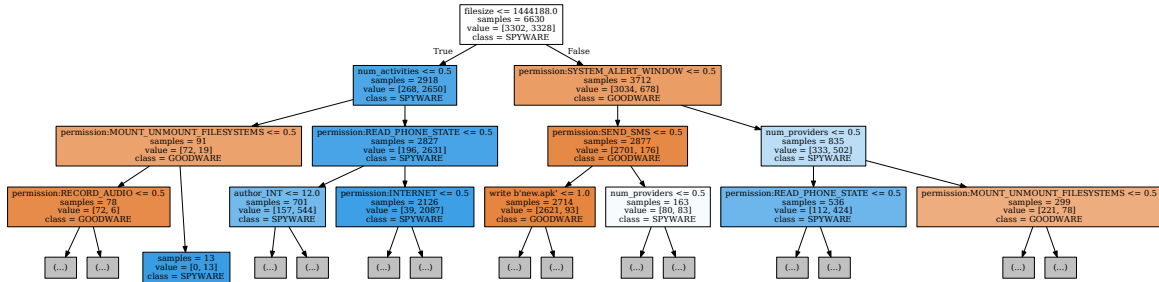 filesize <= 1444188.0
samples = 6630
value = [3302, 3328]
class = SPYWARE
True
False
num_activities <= 0.5
samples = 2918
value = [268, 2650]
class = SPYWARE
permission:SYSTEM_ALERT_WINDOW <= 0.5
samples = 3712
value = [3034, 678]
class = GOODWARE
permission:MOUNT_UNMOUNT_FILESYSTEMS <= 0.5
samples = 91
value = [72, 19]
class = GOODWARE
permission:READ_PHONE_STATE <= 0.5
samples = 2827
value = [196, 2631]
class = SPYWARE
permission:SEND_SMS <= 0.5
samples = 2877
value = [2701, 176]
class = GOODWARE
num_providers <= 0.5
samples = 835
value = [333, 502]
class = SPYWARE
permission:RECORD_AUDIO <= 0.5
samples = 78
value = [72, 6]
class = GOODWARE
author_INT <= 12.0
samples = 701
value = [157, 544]
class = SPYWARE
permission:INTERNET <= 0.5
samples = 2126
value = [39, 2087]
class = SPYWARE
write b'new.apk' <= 1.0
samples = 2714
value = [2621, 93]
class = GOODWARE
num_providers <= 0.5
samples = 163
value = [80, 83]
class = SPYWARE
permission:READ_PHONE_STATE <= 0.5
samples = 536
value = [112, 424]
class = SPYWARE
permission:MOUNT_UNMOUNT_FILESYSTEMS <= 0.5
samples = 299
value = [221, 78]
class = GOODWARE
(...)
(...)
samples = 13
value = [0, 13]
class = SPYWARE
(...)
(...)
(...)
(...)
(...)
(...)
(...)
(...)
(...)
(...)
(...)
(...)